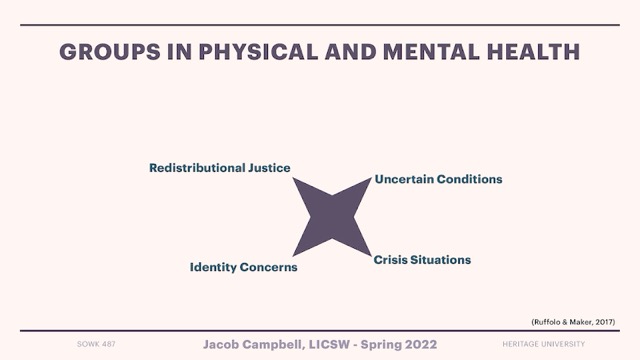 GROUPS IN PHYSICAL AND MENTAL HEALTH
Redistributional Justice
Uncertain Conditions
Identity Concerns
Crisis Situations
(Ruffolo & Maker, 2017)
SOWK 487
Jacob Campbell, LICSW - Spring 2022
HERITAGE UNIVERSITY